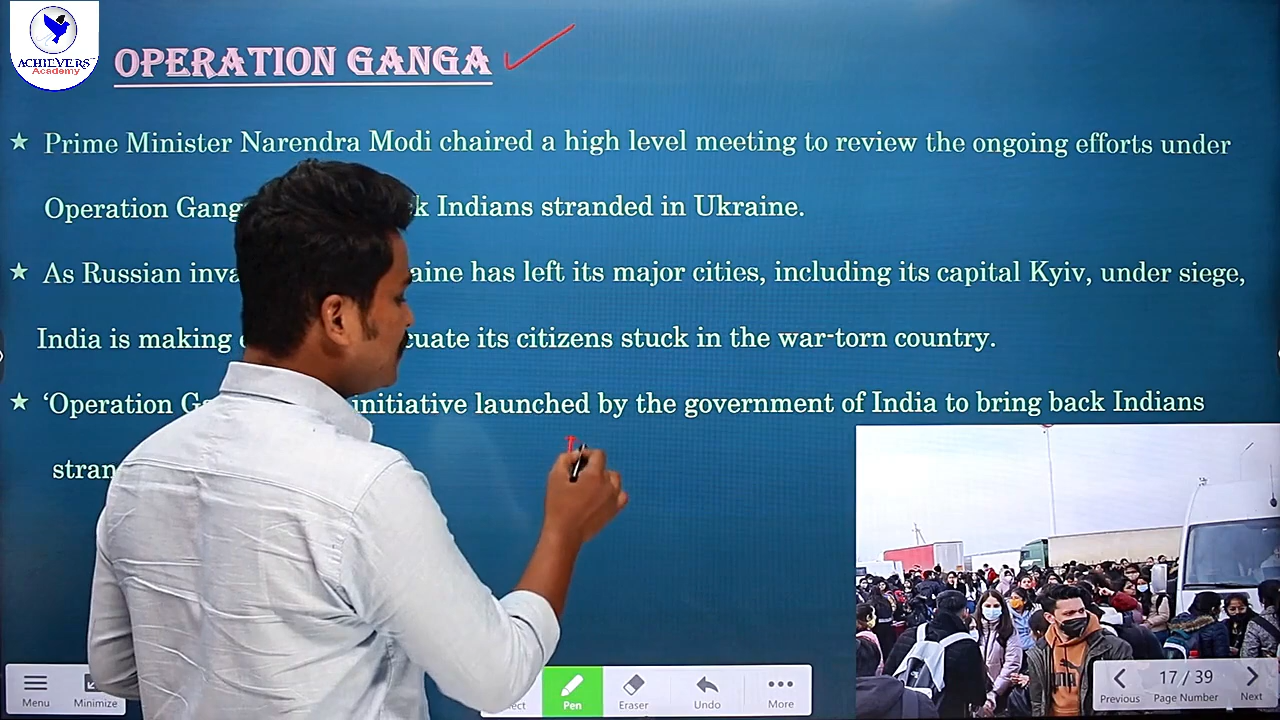 ACHIEVERS
Academy
OPERATION GANGA
★ Prime Minister Narendra Modi chaired a high level meeting to review the ongoing efforts under
Operation Gang k Indians stranded in Ukraine.
★ As Russian inva aine has left its major cities, including its capital Kyiv, under siege,
India is making cuate its citizens stuck in the war-torn country.
★ ‘Operation Ga initiative launched by the government of India to bring back Indians
stran
Menu
Minimize
ect
Pen
Eraser
Undo
More
Previous
17 / 39
Page Number
Next